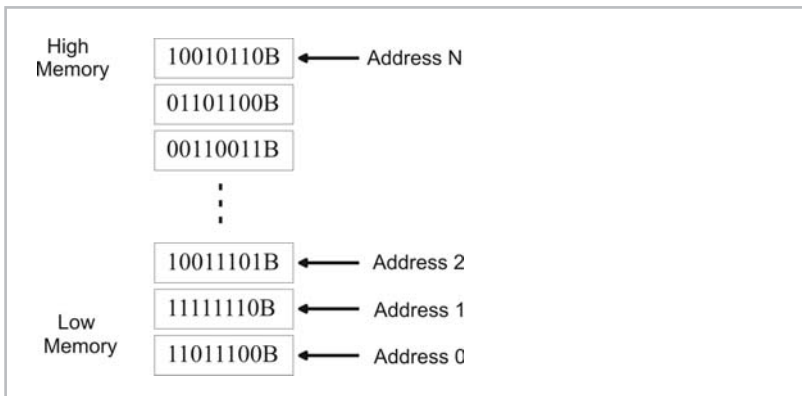 High
Memory
10010110B
Address N
01101100B
00110011B
10011101B
Address 2
11111110B
Address 1
Low
Memory
11011100B
Address 0